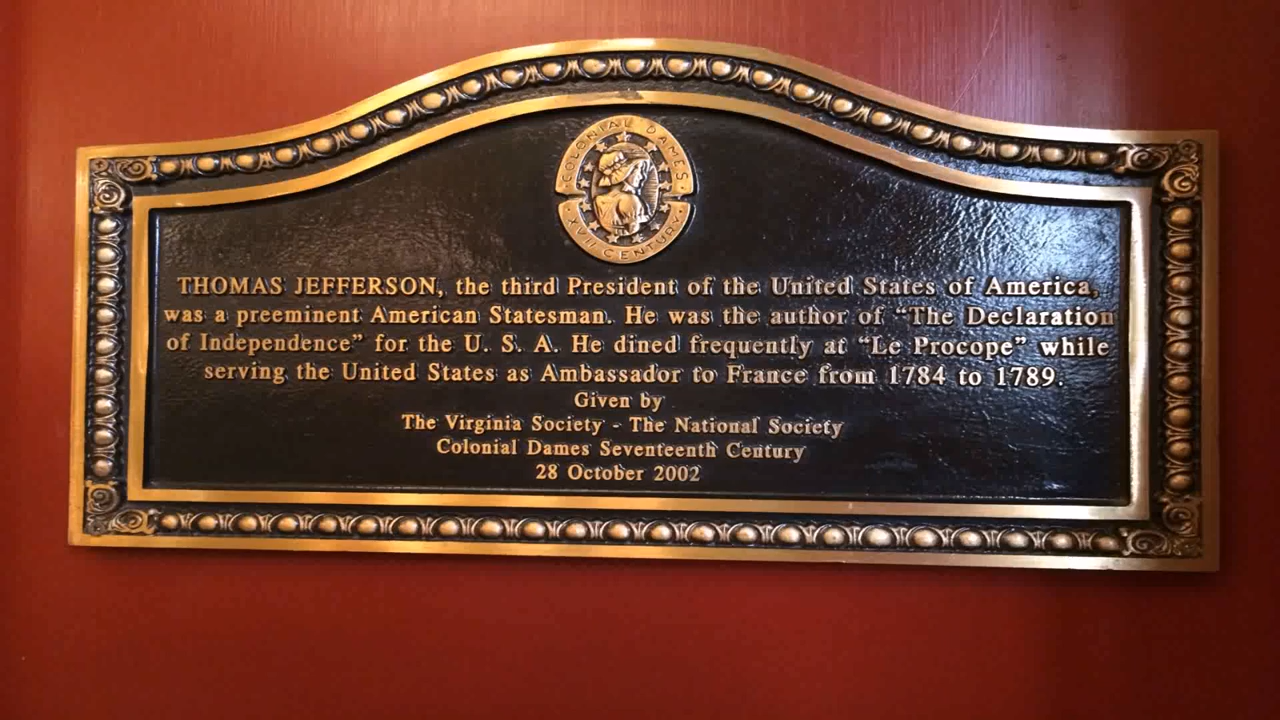 COLONIAL DAMES
XVII CENTURY
THOMAS JEFFERSON, the third President of the United States of America,
was a preeminent American Statesman. He was the author of “The Declaration
of Independence” for the U. S. A. He dined frequently at “Le Procope” while
serving the United States as Ambassador to France from 1784 to 1789.
Given by
The Virginia Society - The National Society
Colonial Dames Seventeenth Century
28 October 2002